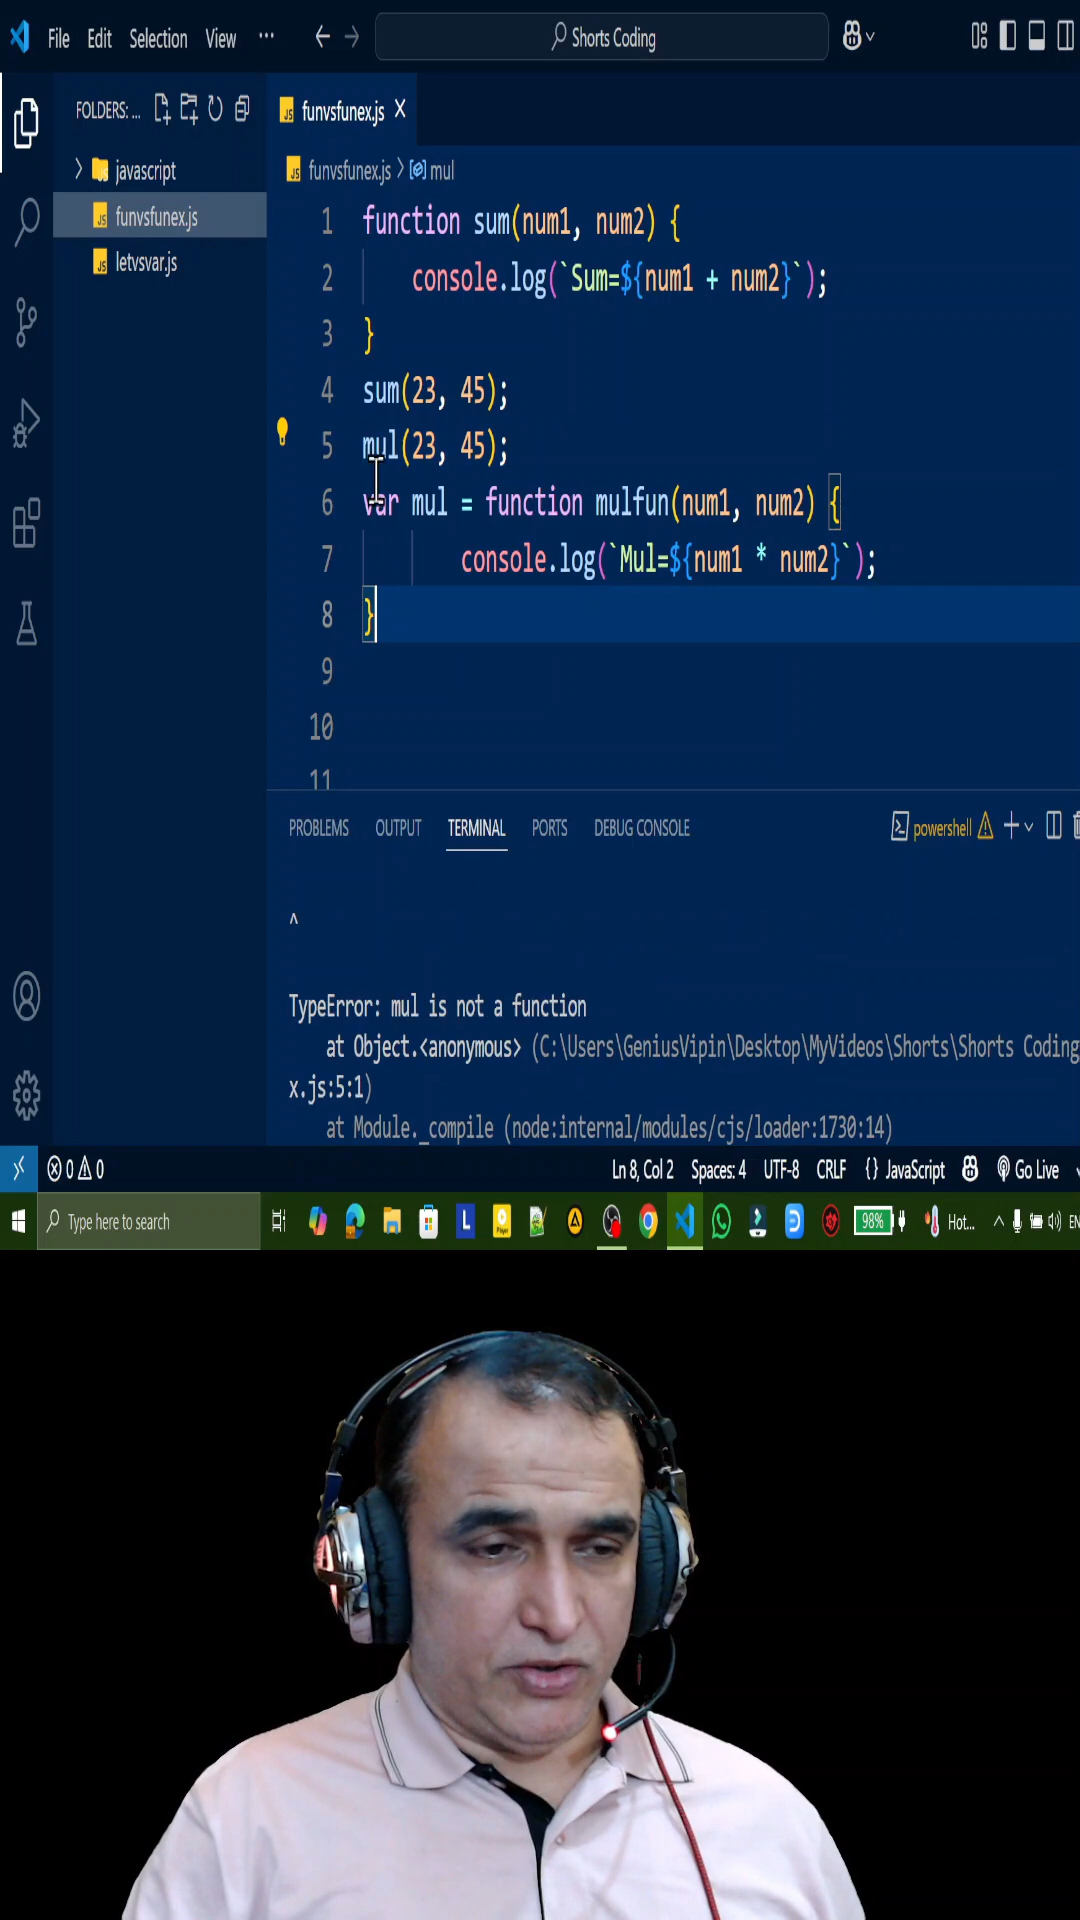 File Edit Selection View ··· Shorts Coding
FOLDERS: ...
javascript
funvsfunex.js
letvsvar.js
funvsfunex.js
funvsfunex.js > mul
1 function sum(num1, num2) {
2 console.log(`Sum=${num1 + num2}`);
3 }
4 sum(23, 45);
5 mul(23, 45);
6 var mul = function mulfun(num1, num2) {
7 console.log(`Mul=${num1 * num2}`);
8 }
9
10
11
PROBLEMS OUTPUT TERMINAL PORTS DEBUG CONSOLE powershell
^
TypeError: mul is not a function
at Object.<anonymous> (C:\Users\GeniusVipin\Desktop\MyVideos\Shorts\Shorts Coding
x.js:5:1)
at Module._compile (node:internal/modules/cjs/loader:1730:14)
0 0 Ln 8, Col 2 Spaces: 4 UTF-8 CRLF {} JavaScript Go Live
Type here to search L 98% Hot... EN